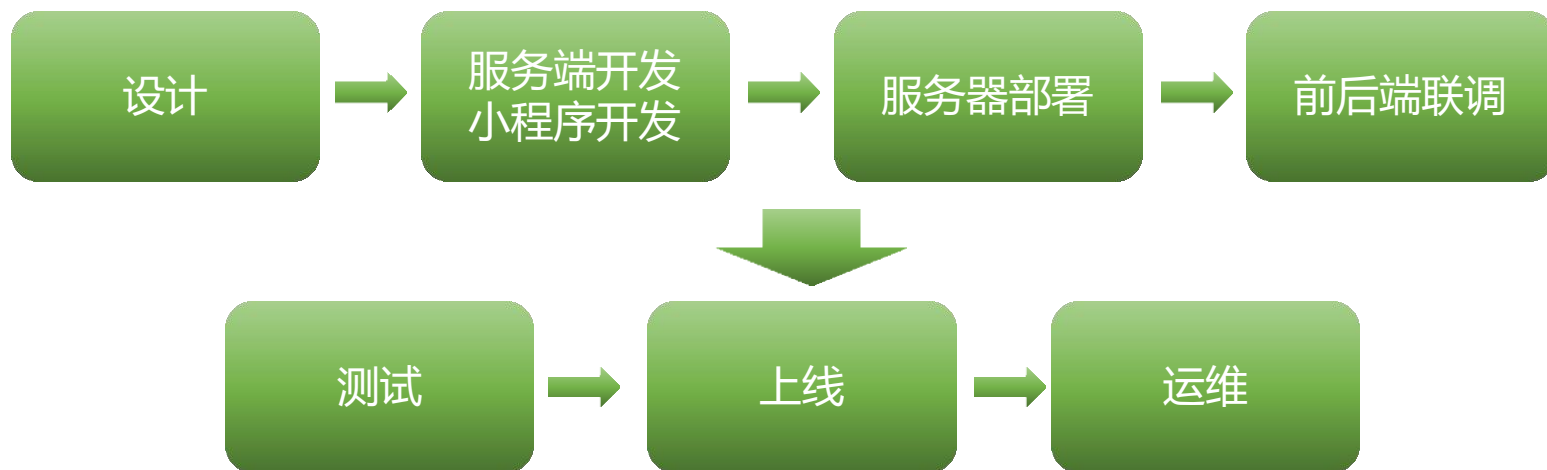 设计
服务端开发
小程序开发
服务器部署
前后端联调
测试
上线
运维